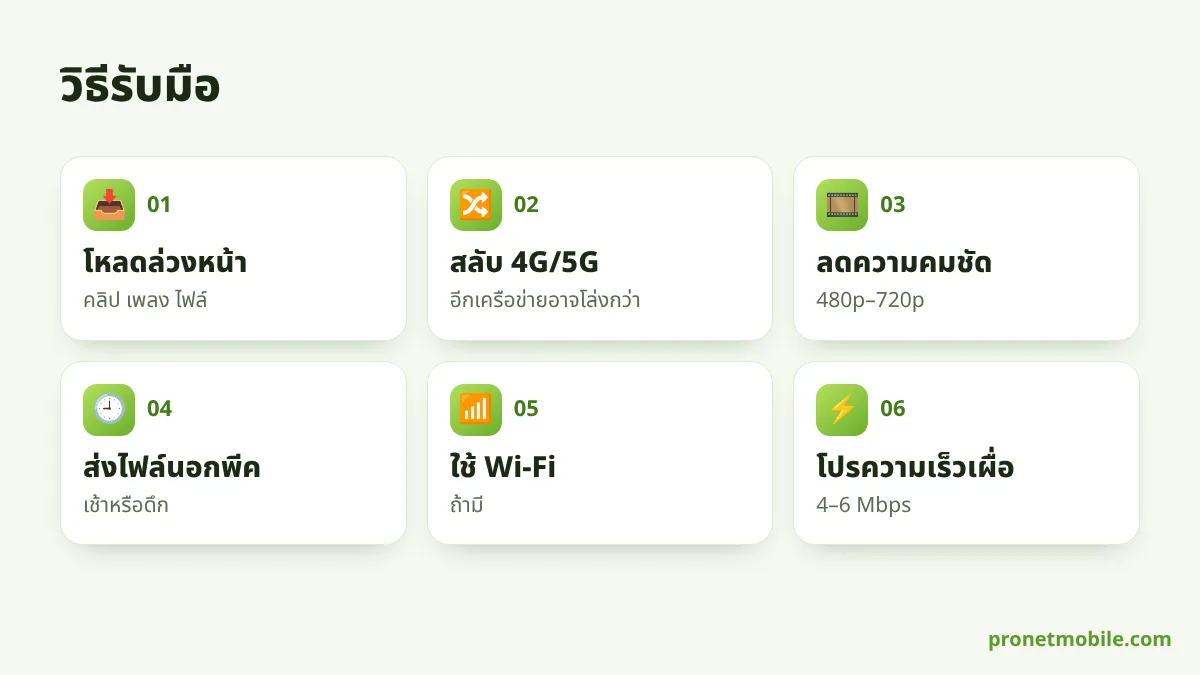 วิธีรับมือ
01
โหลดล่วงหน้า
คลิป เพลง ไฟล์
02
สลับ 4G/5G
อีกเครือข่ายอาจโล่งกว่า
03
ลดความคมชัด
480p–720p
04
ส่งไฟล์นอกพีค
เช้าหรือดึก
05
ใช้ Wi-Fi
ถ้ามี
06
โปรความเร็วเผื่อ
4–6 Mbps
pronetmobile.com